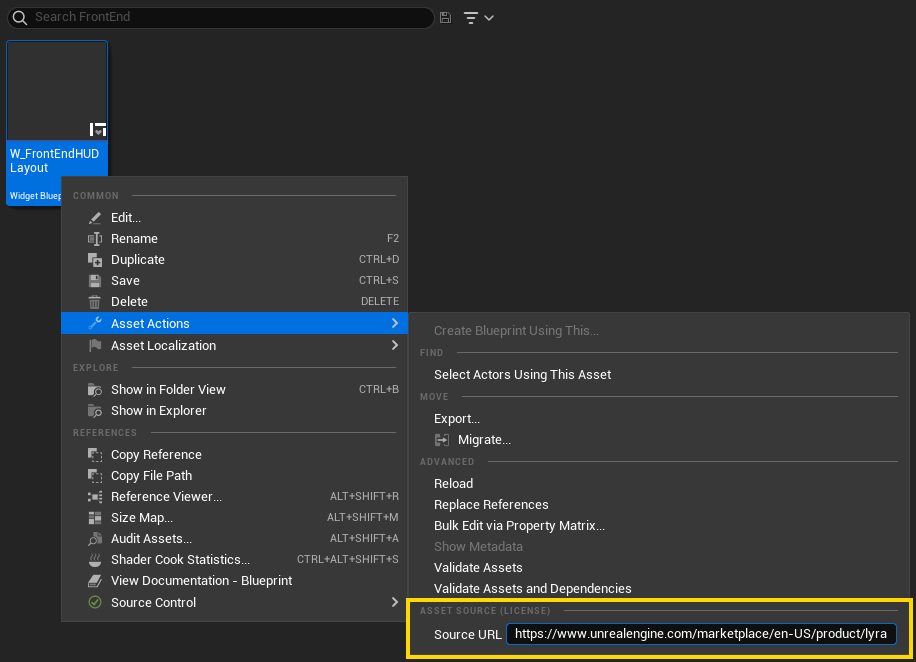 Search FrontEnd
W_FrontEndHUD
Layout
Widget Bluep
COMMON
Edit...
Rename F2
Duplicate CTRL+D
Save CTRL+S
Delete DELETE
Asset Actions
Asset Localization
EXPLORE
Show in Folder View CTRL+B
Show in Explorer
REFERENCES
Copy Reference
Copy File Path
Reference Viewer... ALT+SHIFT+R
Size Map... ALT+SHIFT+M
Audit Assets... ALT+SHIFT+A
Shader Cook Statistics... CTRL+ALT+SHIFT+S
View Documentation - Blueprint
Source Control
Create Blueprint Using This...
FIND
Select Actors Using This Asset
MOVE
Export...
Migrate...
ADVANCED
Reload
Replace References
Bulk Edit via Property Matrix...
Show Metadata
Validate Assets
Validate Assets and Dependencies
ASSET SOURCE (LICENSE)
Source URL https://www.unrealengine.com/marketplace/en-US/product/lyra